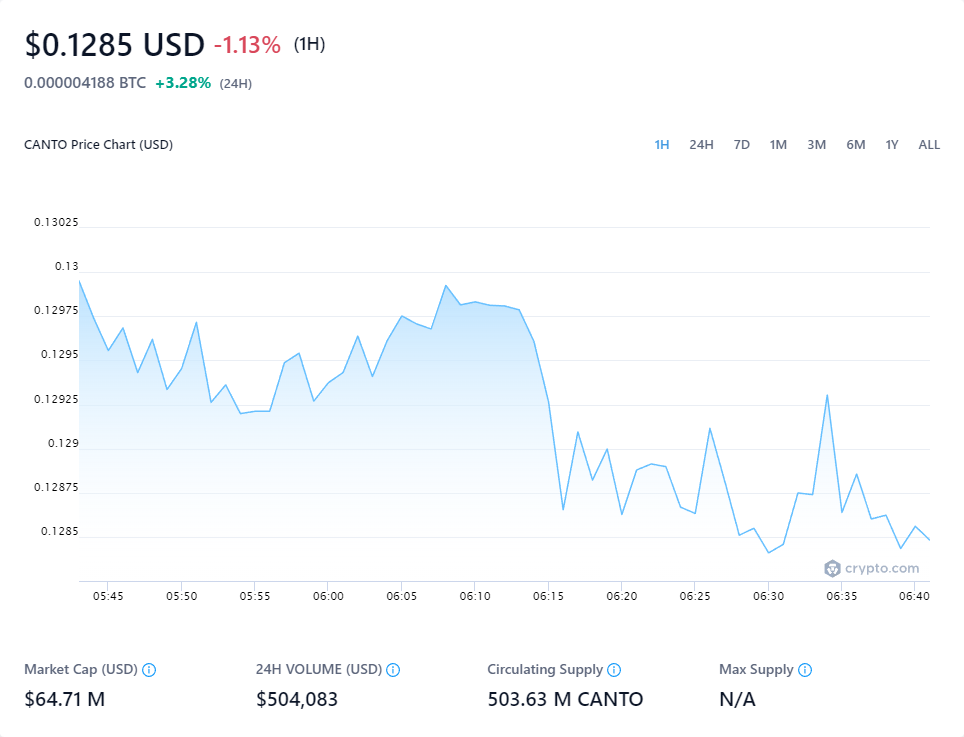 $0.1285 USD -1.13% (1H)
0.000004188 BTC +3.28% (24H)
CANTO Price Chart (USD) 1H 24H 7D 1M 3M 6M 1Y ALL
0.13025
0.13
0.12975
0.1295
0.12925
0.129
0.12875
0.1285
crypto.com
05:45 05:50 05:55 06:00 06:05 06:10 06:15 06:20 06:25 06:30 06:35 06:40
Market Cap (USD) 24H VOLUME (USD) Circulating Supply Max Supply
$64.71 M $504,083 503.63 M CANTO N/A